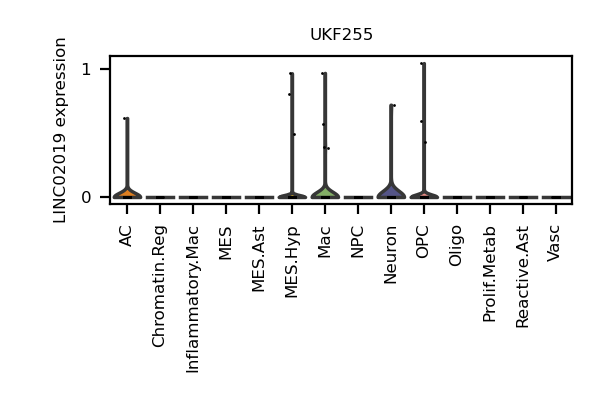 UKF255
LINC02019 expression
1
0
AC
Chromatin.Reg
Inflammatory.Mac
MES
MES.Ast
MES.Hyp
Mac
NPC
Neuron
OPC
Oligo
Prolif.Metab
Reactive.Ast
Vasc